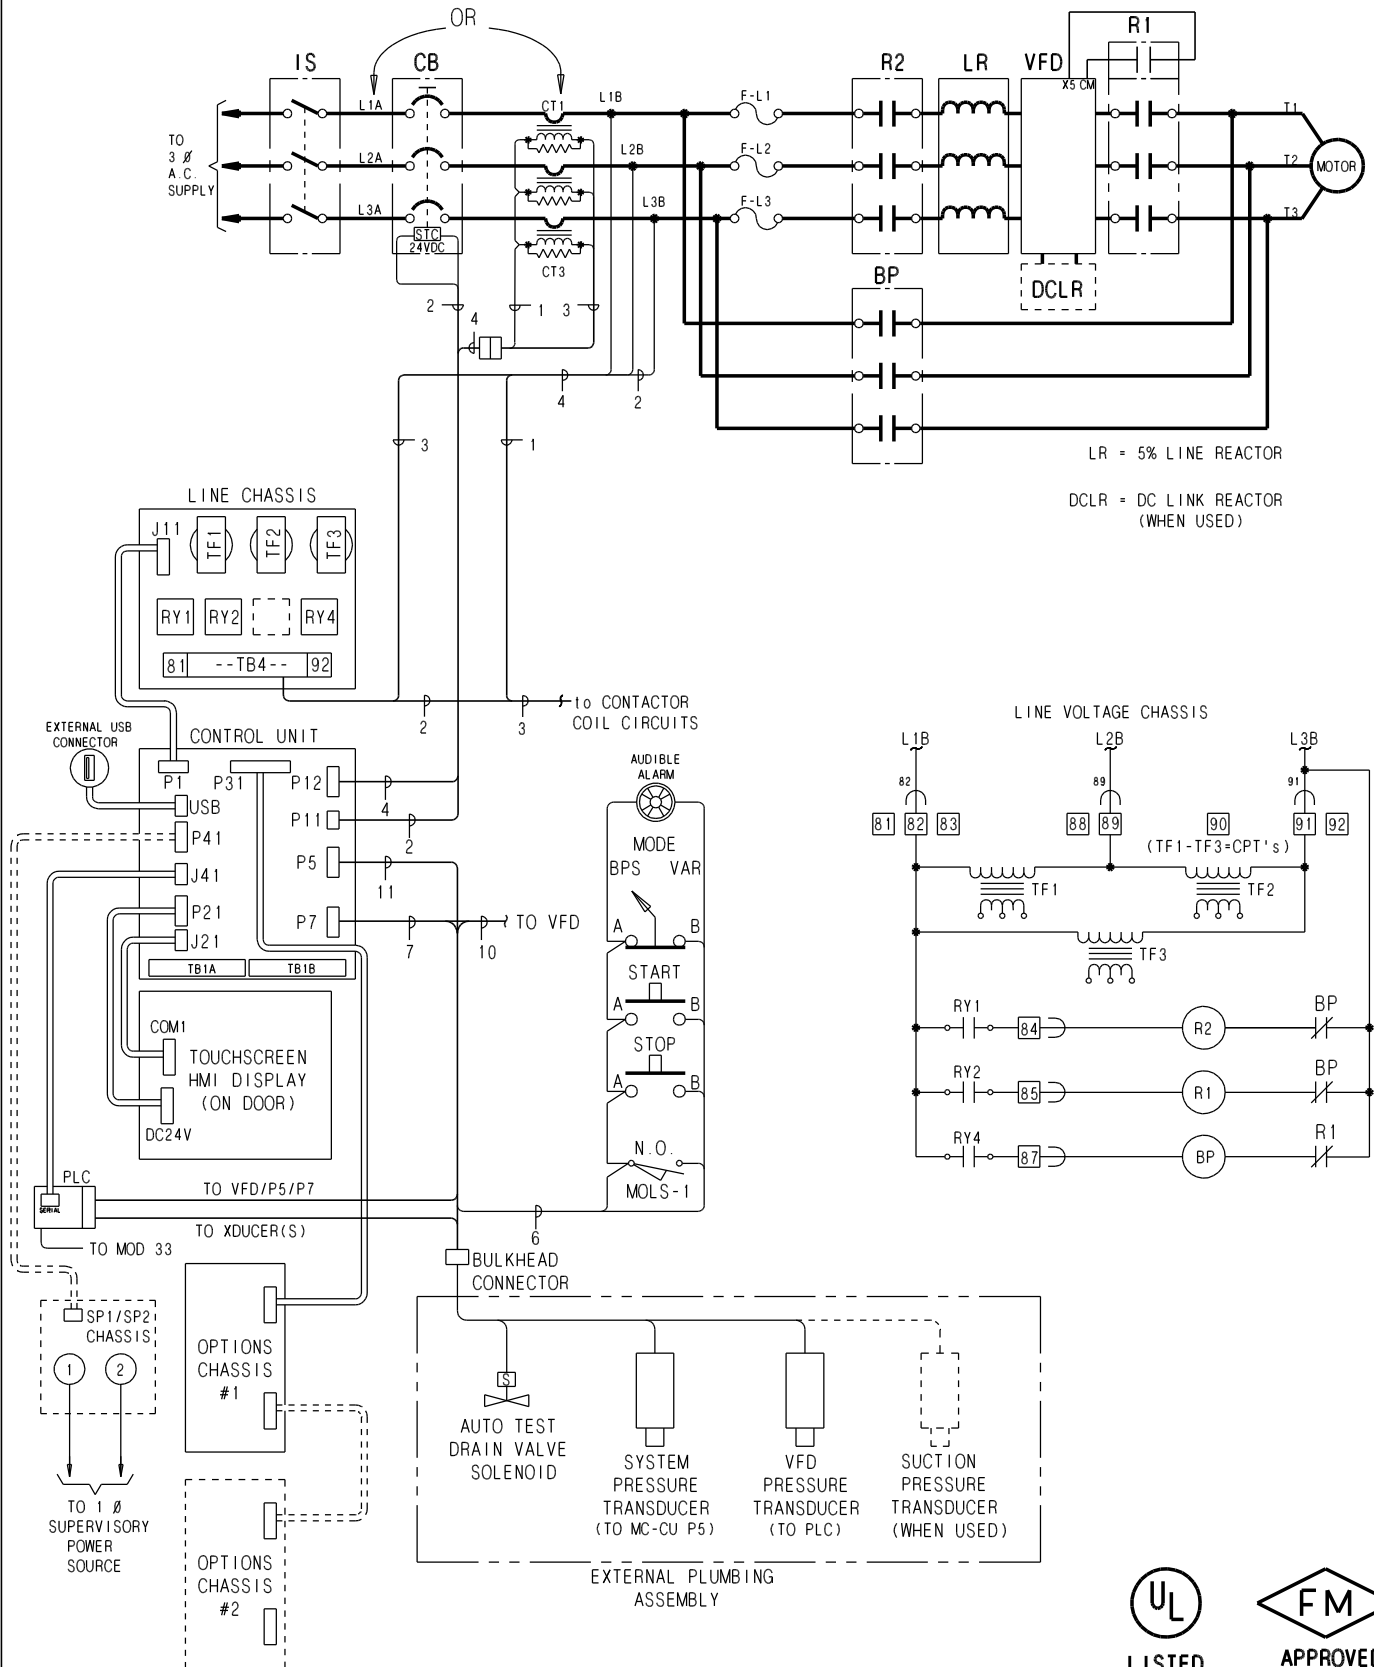 OR
IS
CB
R2
LR
VFD
R1
X5 CM
L1A
CT1
L1B
F-L1
T1
TO
3 Ø
A.C.
SUPPLY
L2A
L2B
F-L2
T2
MOTOR
L3A
L3B
F-L3
T3
STC
24VDC
CT3
BP
DCLR
2
4
1
3
4
2
3
1
LR = 5% LINE REACTOR
DCLR = DC LINK REACTOR
(WHEN USED)
LINE CHASSIS
J11
TF1
TF2
TF3
RY1
RY2
RY4
81
--TB4--
92
2
3
to CONTACTOR
COIL CIRCUITS
EXTERNAL USB
CONNECTOR
CONTROL UNIT
P1
P31
P12
4
USB
P11
2
P41
P5
11
J41
P21
P7
7
10
TO VFD
J21
TB1A
TB1B
COM1
TOUCHSCREEN
HMI DISPLAY
(ON DOOR)
DC24V
AUDIBLE
ALARM
MODE
BPS
VAR
A
B
START
A
B
STOP
A
B
N.O.
MOLS-1
6
LINE VOLTAGE CHASSIS
L1B
L2B
L3B
82
89
91
81
82
83
88
89
90
91
92
(TF1-TF3=CPT's)
TF1
TF2
TF3
RY1
84
R2
BP
RY2
85
R1
BP
RY4
87
BP
R1
PLC
SERIAL
TO VFD/P5/P7
TO XDUCER(S)
TO MOD 33
BULKHEAD
CONNECTOR
SP1/SP2
CHASSIS
1
2
TO 1 Ø
SUPERVISORY
POWER
SOURCE
OPTIONS
CHASSIS
#1
OPTIONS
CHASSIS
#2
S
AUTO TEST
DRAIN VALVE
SOLENOID
SYSTEM
PRESSURE
TRANSDUCER
(TO MC-CU P5)
VFD
PRESSURE
TRANSDUCER
(TO PLC)
SUCTION
PRESSURE
TRANSDUCER
(WHEN USED)
EXTERNAL PLUMBING
ASSEMBLY
UL
LISTED
FM
APPROVED